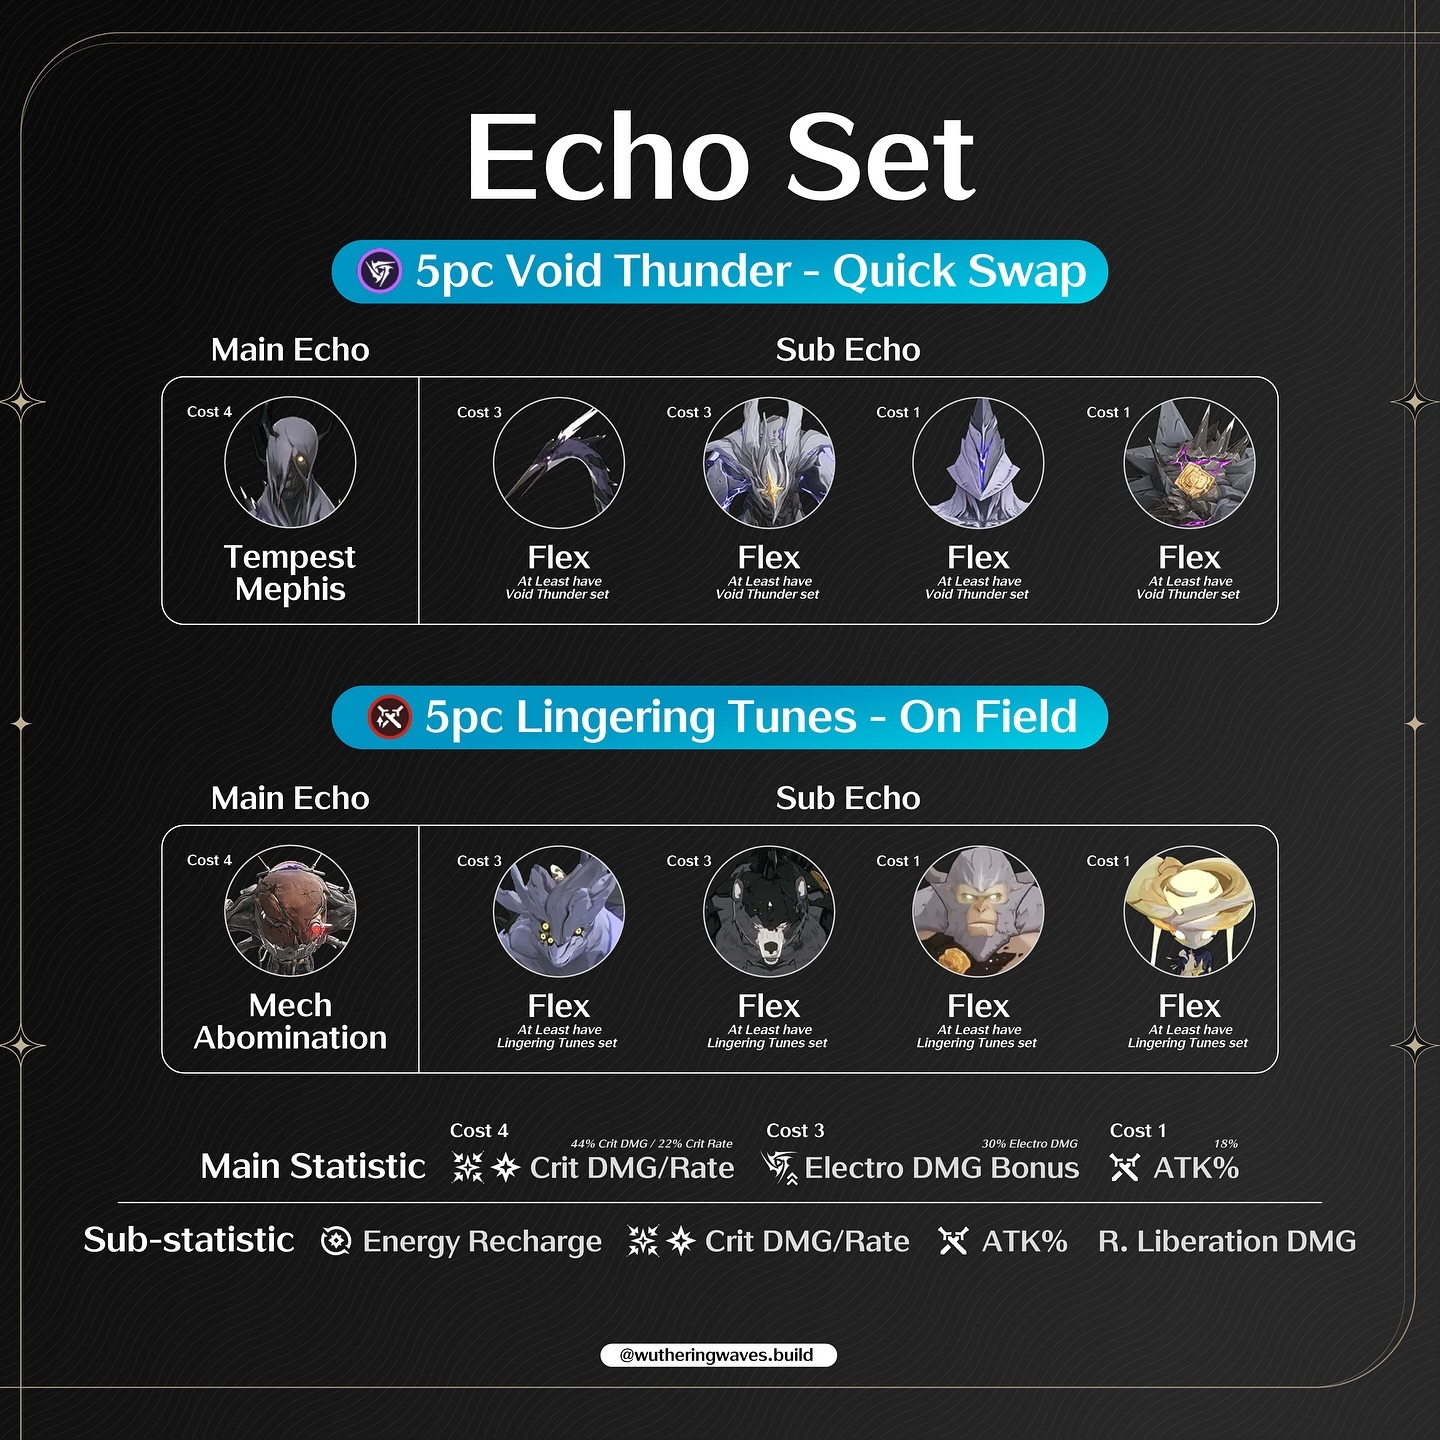 Echo Set
5pc Void Thunder - Quick Swap
Main Echo
Sub Echo
Cost 4
Cost 3
Cost 3
Cost 1
Cost 1
Tempest
Mephis
Flex
At Least have
Void Thunder set
Flex
At Least have
Void Thunder set
Flex
At Least have
Void Thunder set
Flex
At Least have
Void Thunder set
5pc Lingering Tunes - On Field
Main Echo
Sub Echo
Cost 4
Cost 3
Cost 3
Cost 1
Cost 1
Mech
Abomination
Flex
At Least have
Lingering Tunes set
Flex
At Least have
Lingering Tunes set
Flex
At Least have
Lingering Tunes set
Flex
At Least have
Lingering Tunes set
Main Statistic
Cost 4
44% Crit DMG / 22% Crit Rate
Crit DMG/Rate
Cost 3
30% Electro DMG
Electro DMG Bonus
Cost 1
18%
ATK%
Sub-statistic Energy Recharge Crit DMG/Rate ATK% R. Liberation DMG
@wutheringwaves.build